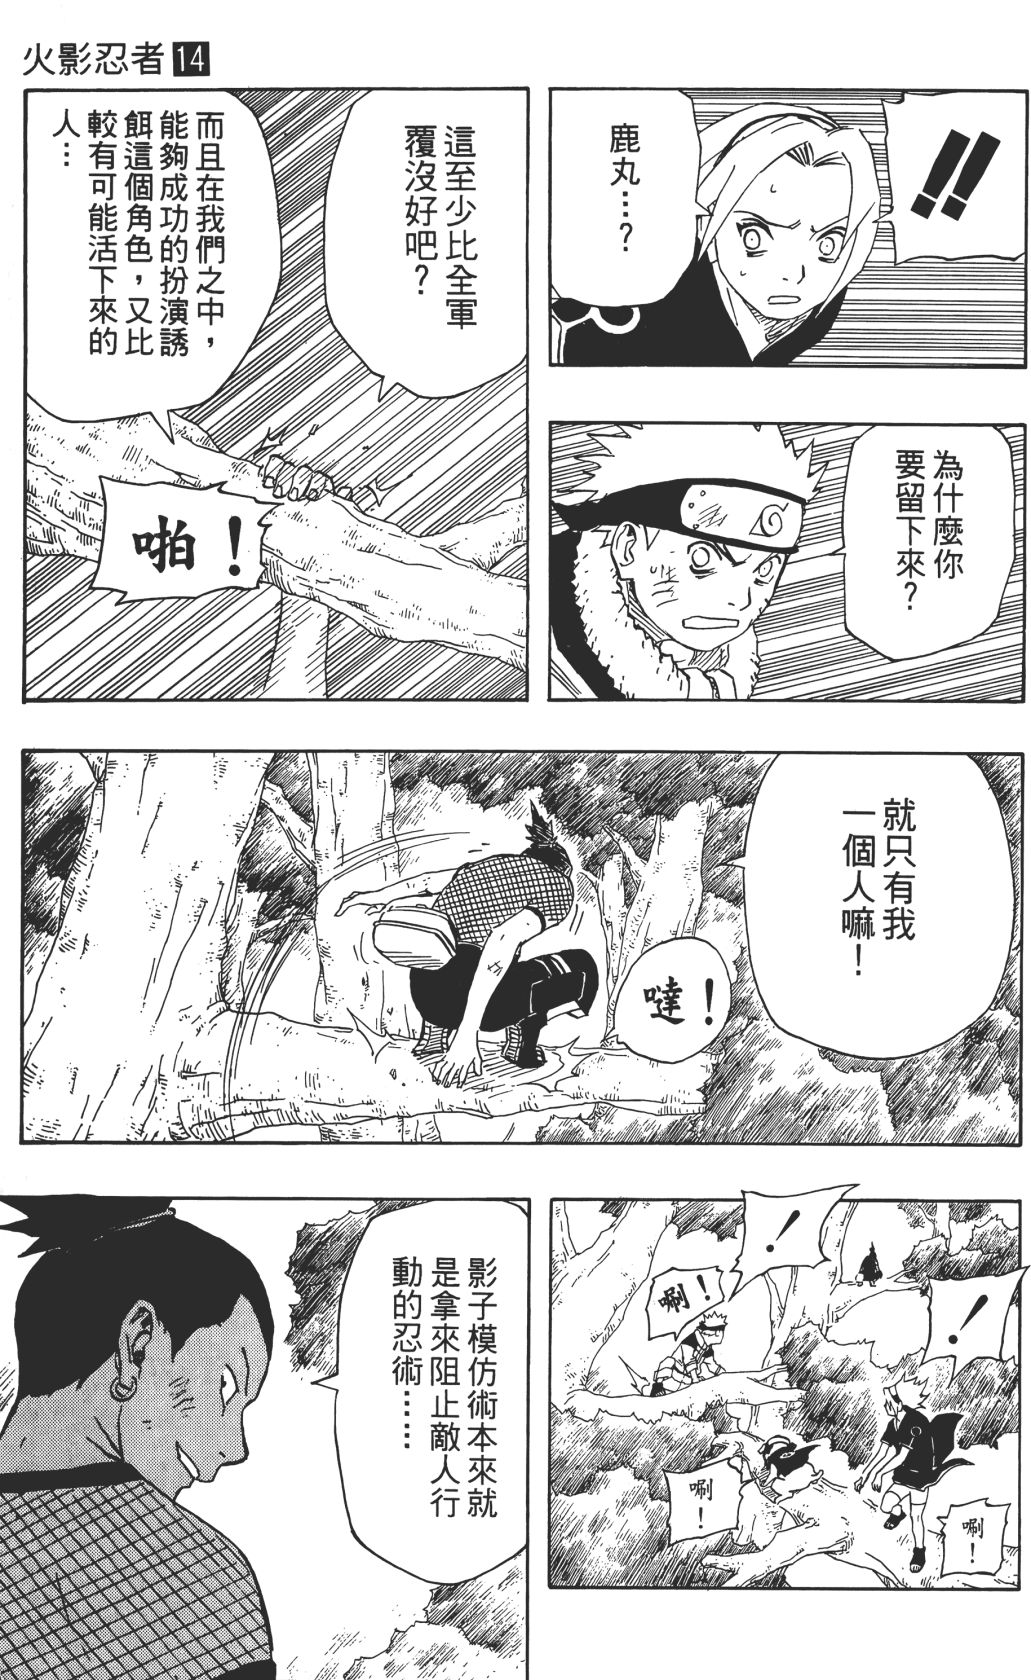 火影忍者14
!!
鹿丸…?
為什麼你
要留下來?
這至少比全軍
覆沒好吧?
而且在我們之中,
能夠成功的扮演誘
餌這個角色,又比
較有可能活下來的
人…
啪!
就只有我
一個人嘛!
噠!
!
唰!
!
唰!
唰!
影子模仿術本來就
是拿來阻止敵人行
動的忍術……